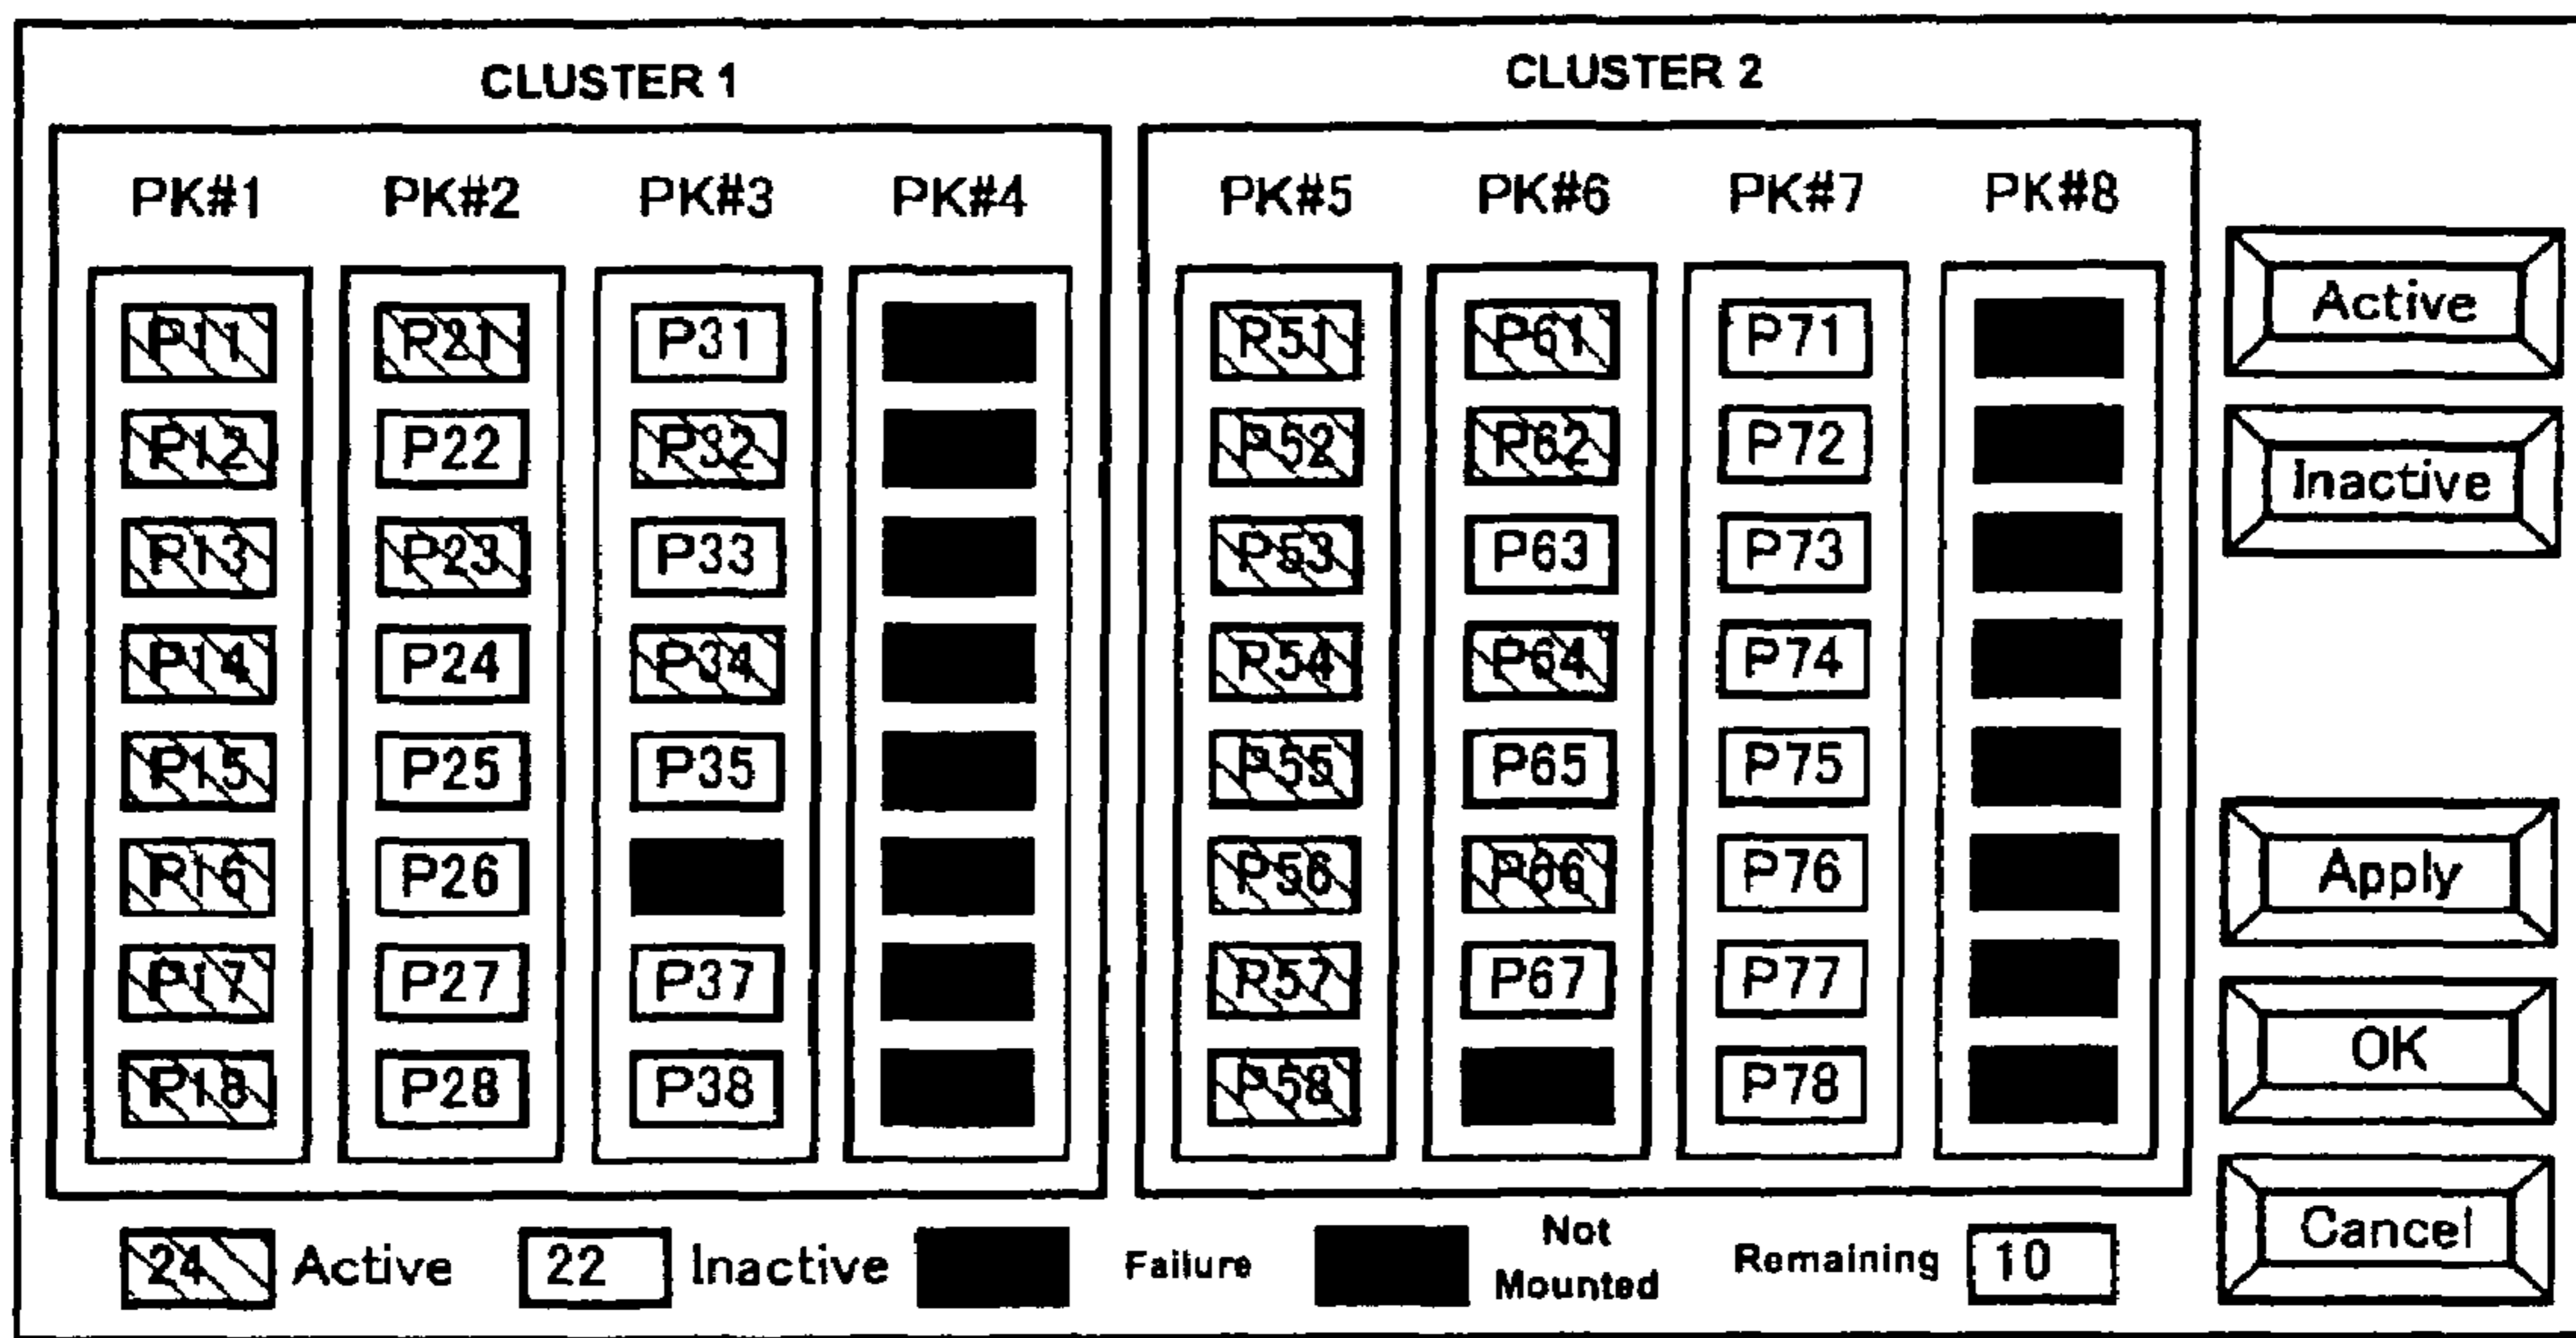 CLUSTER 1 CLUSTER 2
PK#1 PK#2 PK#3 PK#4 PK#5 PK#6 PK#7 PK#8
P11 P21 P31 P51 P61 P71 Active
P12 P22 P32 P52 P62 P72 Inactive
P13 P23 P33 P53 P63 P73
P14 P24 P34 P54 P64 P74
P15 P25 P35 P55 P65 P75
P16 P26 P56 P66 P76 Apply
P17 P27 P37 P57 P67 P77
P18 P28 P38 P58 P78 OK
24 Active 22 Inactive Failure Not Mounted Remaining 10 Cancel